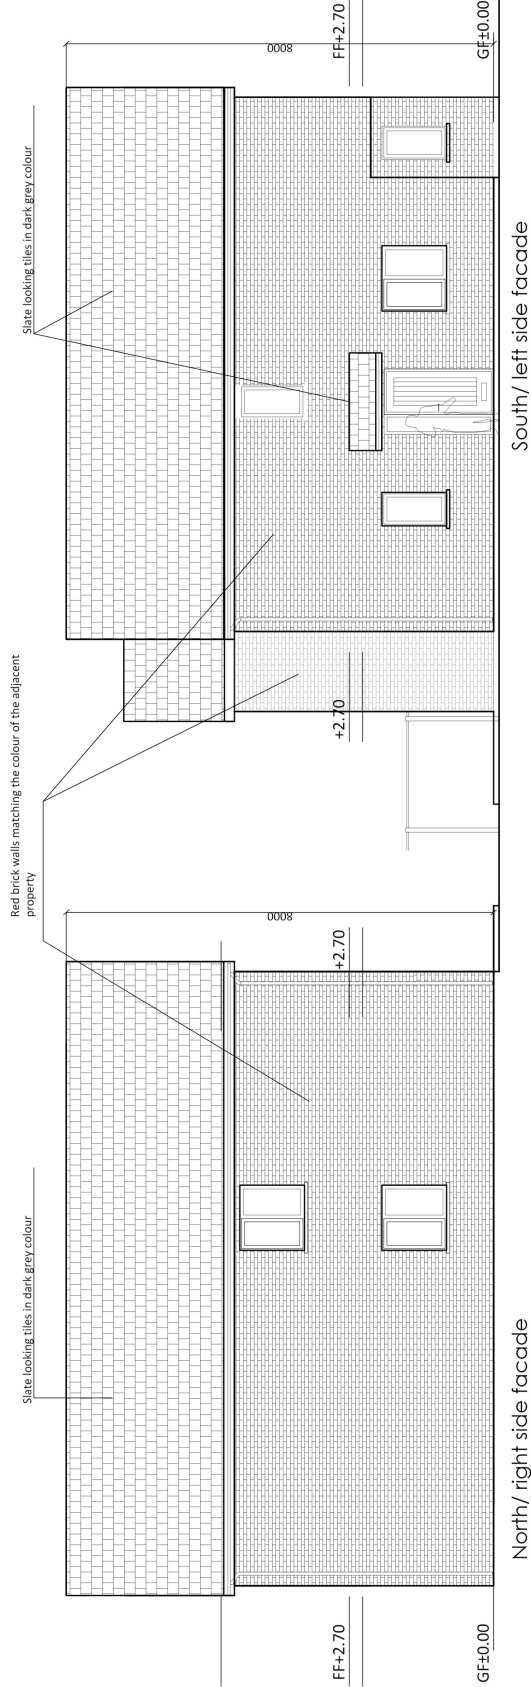 Slate looking tiles in dark grey colour
Red brick walls matching the colour of the adjacent
property
Slate looking tiles in dark grey colour
8000
8000
FF+2.70
+2.70
+2.70
FF+2.70
GF±0.00
GF±0.00
North/ right side facade
South/ left side facade